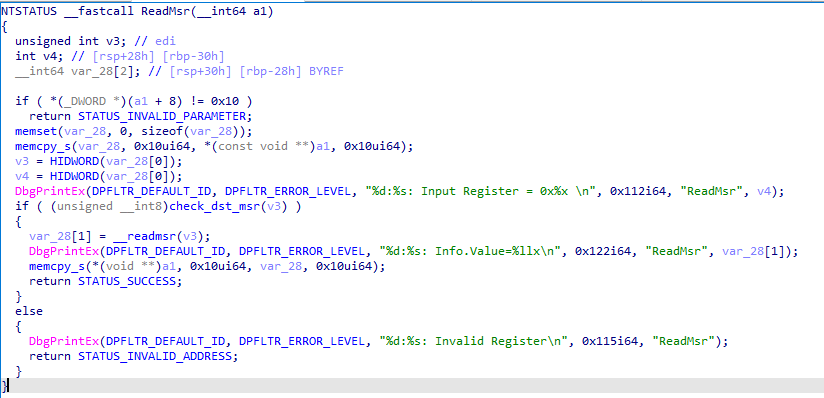 NTSTATUS __fastcall ReadMsr(__int64 a1)
{
  unsigned int v3; // edi
  int v4; // [rsp+28h] [rbp-30h]
  __int64 var_28[2]; // [rsp+30h] [rbp-28h] BYREF

  if ( *(_DWORD *)(a1 + 8) != 0x10 )
    return STATUS_INVALID_PARAMETER;
  memset(var_28, 0, sizeof(var_28));
  memcpy_s(var_28, 0x10ui64, *(const void **)a1, 0x10ui64);
  v3 = HIDWORD(var_28[0]);
  v4 = HIDWORD(var_28[0]);
  DbgPrintEx(DPFLTR_DEFAULT_ID, DPFLTR_ERROR_LEVEL, "%d:%s: Input Register = 0x%x \n", 0x112i64, "ReadMsr", v4);
  if ( (unsigned __int8)check_dst_msr(v3) )
  {
    var_28[1] = __readmsr(v3);
    DbgPrintEx(DPFLTR_DEFAULT_ID, DPFLTR_ERROR_LEVEL, "%d:%s: Info.Value=%llx\n", 0x122i64, "ReadMsr", var_28[1]);
    memcpy_s(*(void **)a1, 0x10ui64, var_28, 0x10ui64);
    return STATUS_SUCCESS;
  }
  else
  {
    DbgPrintEx(DPFLTR_DEFAULT_ID, DPFLTR_ERROR_LEVEL, "%d:%s: Invalid Register\n", 0x115i64, "ReadMsr");
    return STATUS_INVALID_ADDRESS;
  }
}